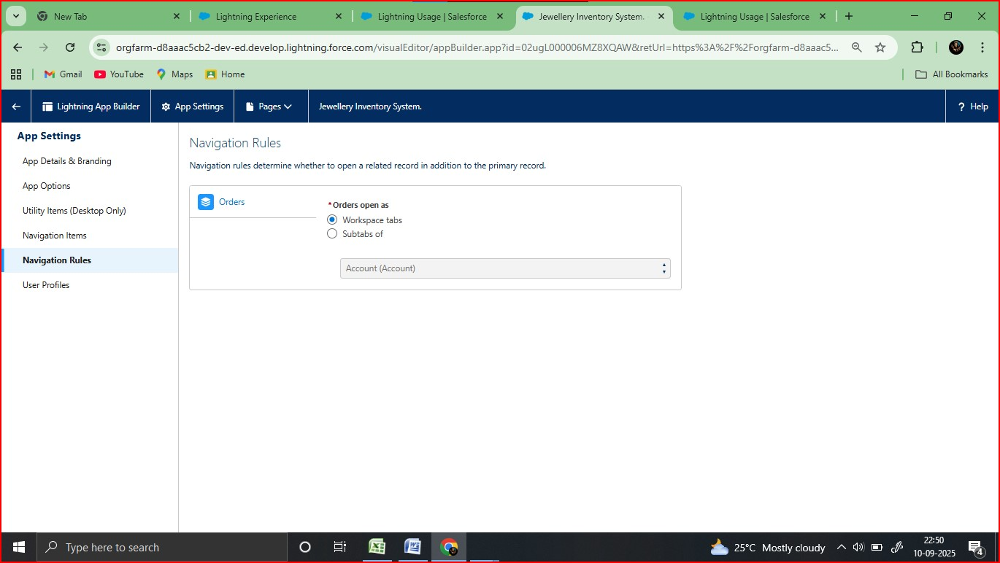 New Tab
Lightning Experience
Lightning Usage | Salesforce
Jewellery Inventory System.
Lightning Usage | Salesforce
orgfarm-d8aaac5cb2-dev-ed.develop.lightning.force.com/visualEditor/appBuilder.app?id=02ugL000006MZ8XQAW&retUrl=https%3A%2F%2Forgfarm-d8aaac5...
Gmail
YouTube
Maps
Home
All Bookmarks
Lightning App Builder
App Settings
Pages
Jewellery Inventory System.
? Help
App Settings
App Details & Branding
App Options
Utility Items (Desktop Only)
Navigation Items
Navigation Rules
User Profiles
Navigation Rules
Navigation rules determine whether to open a related record in addition to the primary record.
Orders
*Orders open as
Workspace tabs
Subtabs of
Account (Account)
Type here to search
25°C Mostly cloudy
22:50
10-09-2025
4